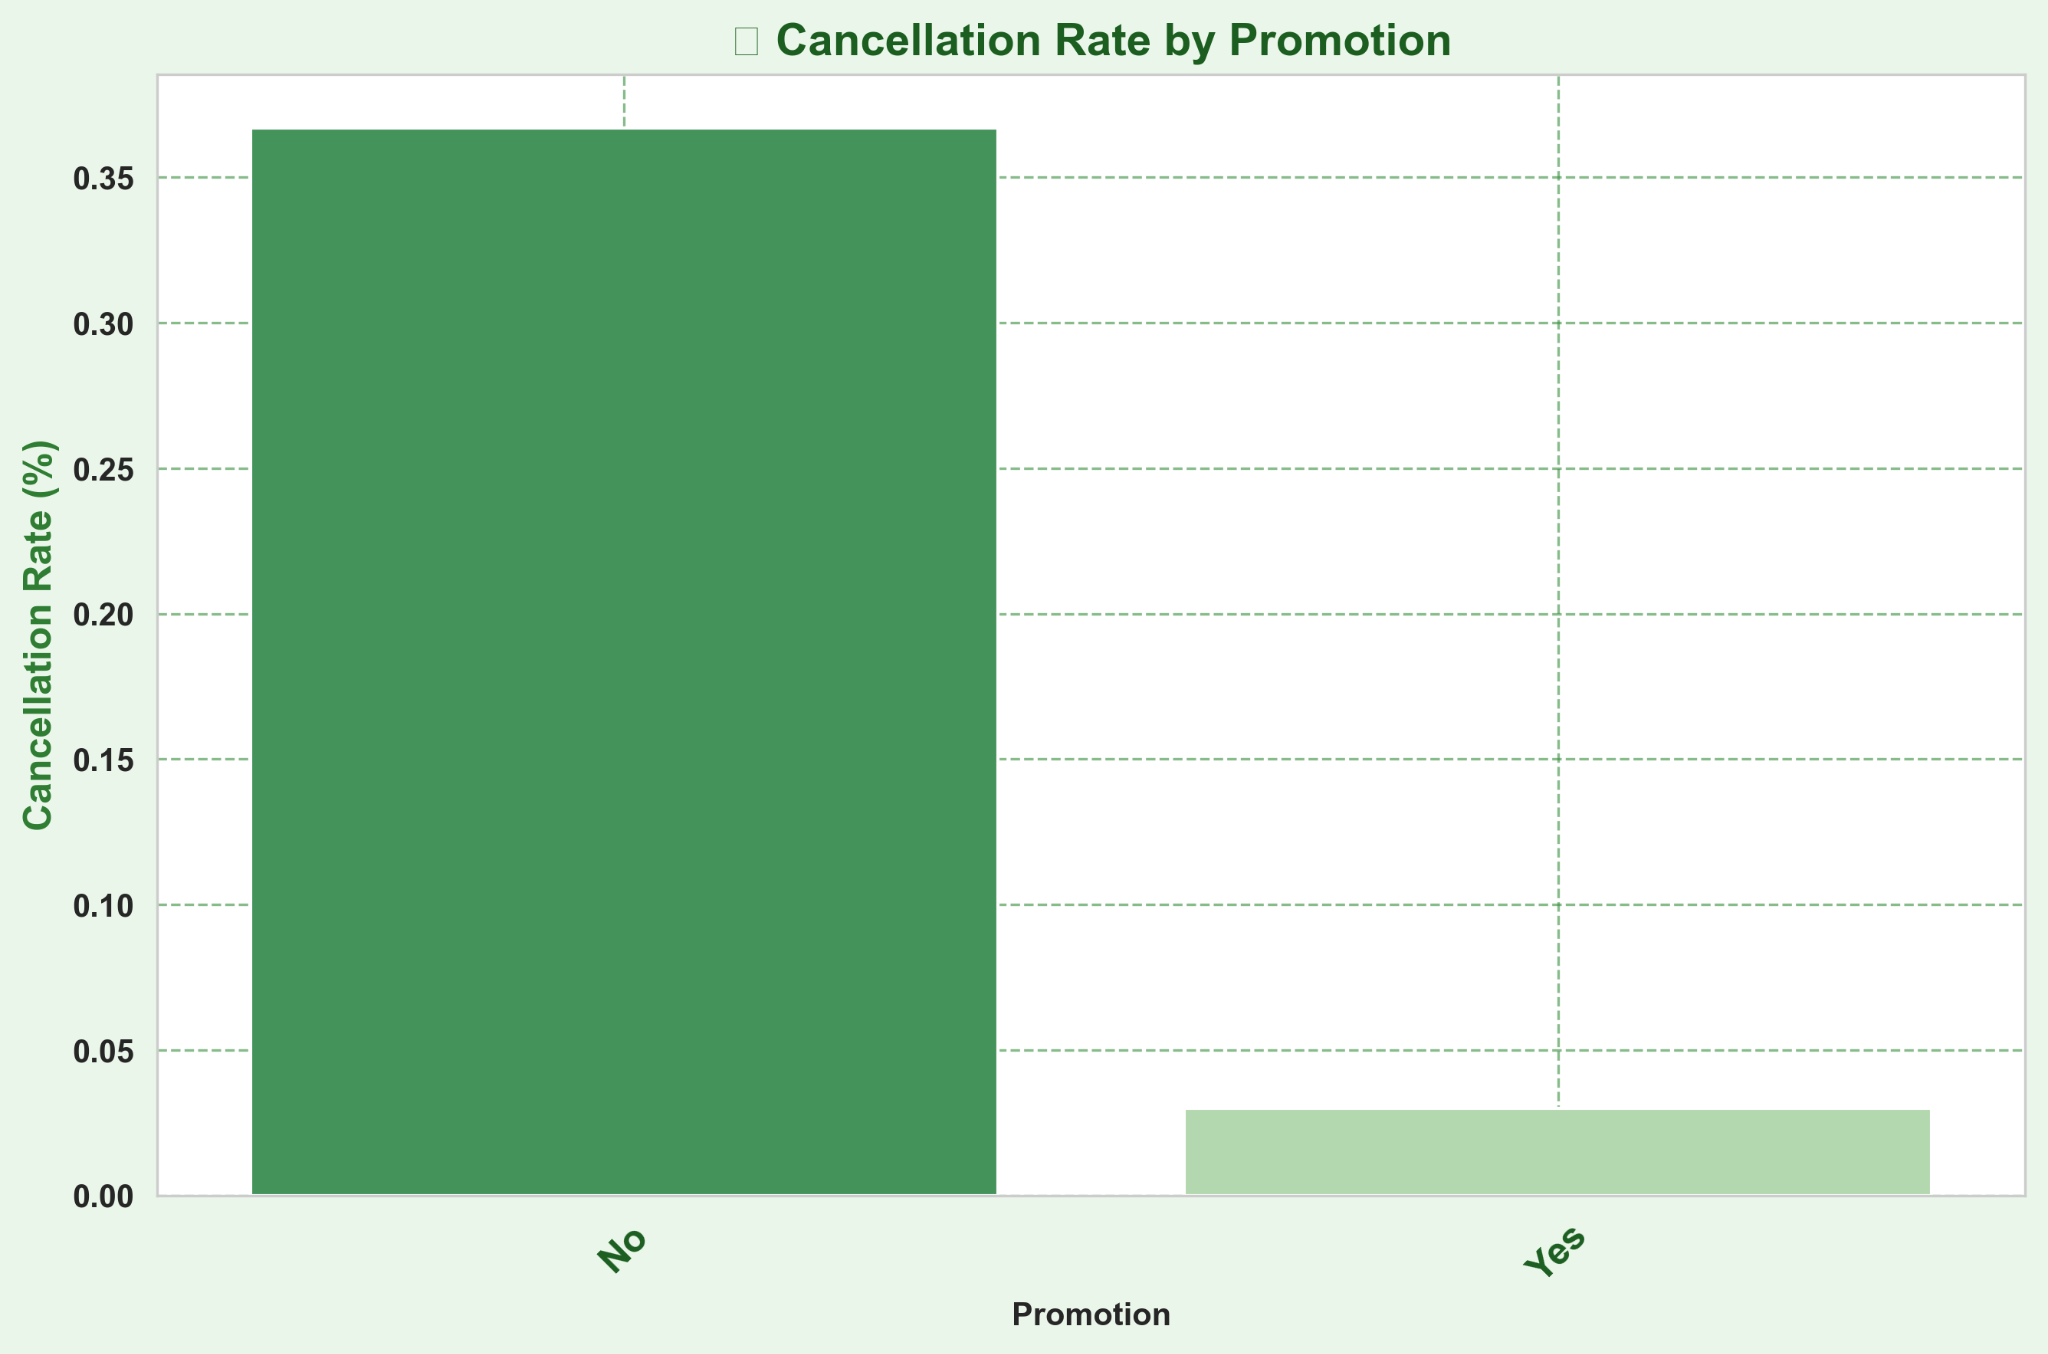 Cancellation Rate by Promotion
Cancellation Rate (%)
0.35
0.30
0.25
0.20
0.15
0.10
0.05
0.00
No
Yes
Promotion